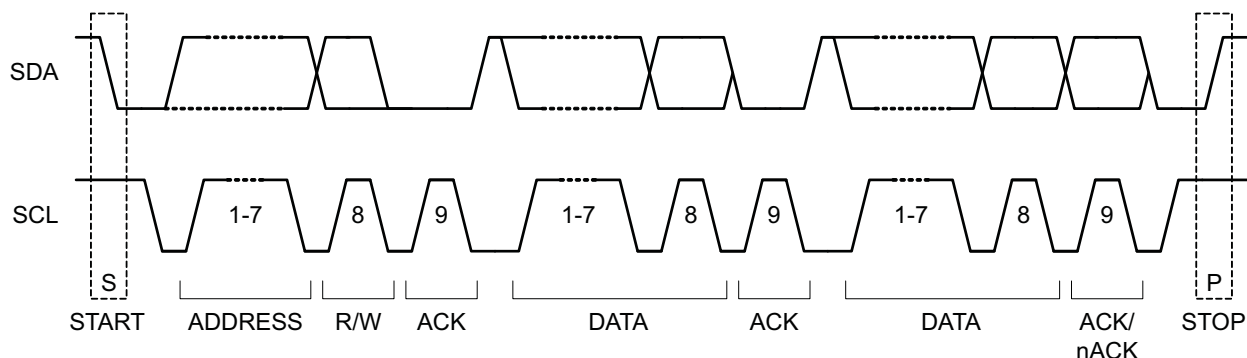 SDA
SCL
1-7 8 9 1-7 8 9 1-7 8 9
S P
START ADDRESS R/W ACK DATA ACK DATA ACK/ STOP
nACK